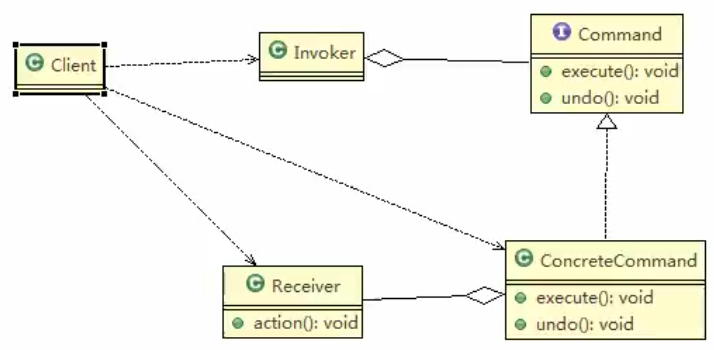 Client
Invoker
Command
execute(): void
undo(): void
Receiver
action(): void
ConcreteCommand
execute(): void
undo(): void